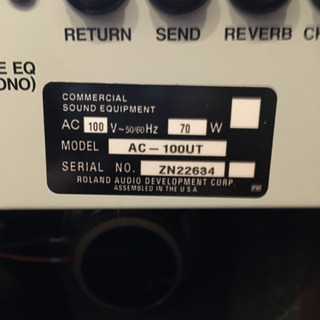 RETURN SEND REVERB CH
E EQ
ONO)
COMMERCIAL
SOUND EQUIPMENT
AC 100 V~50/60Hz 70 W
MODEL AC-100UT
SERIAL NO. ZN22634
ROLAND AUDIO DEVELOPMENT CORP.
ASSEMBLED IN THE U.S.A.